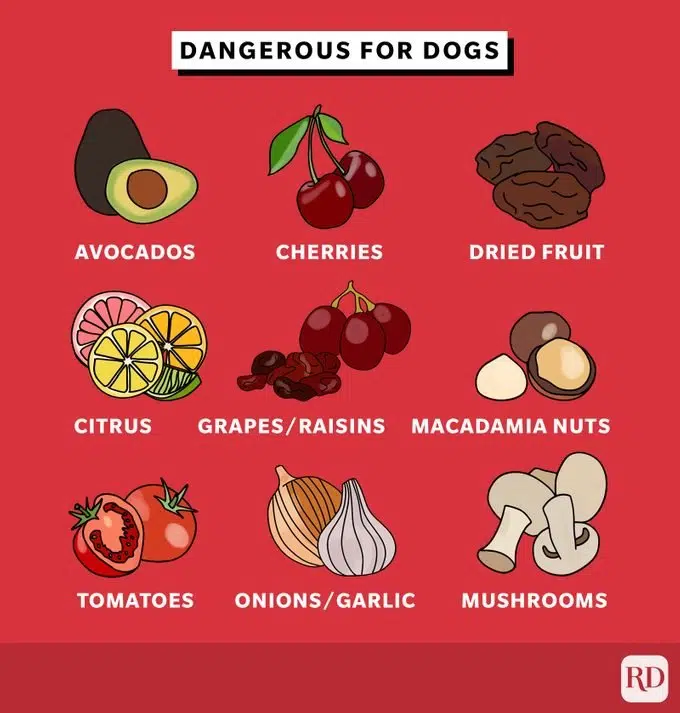 DANGEROUS FOR DOGS
AVOCADOS
CHERRIES
DRIED FRUIT
CITRUS
GRAPES/RAISINS
MACADAMIA NUTS
TOMATOES
ONIONS/GARLIC
MUSHROOMS
RD